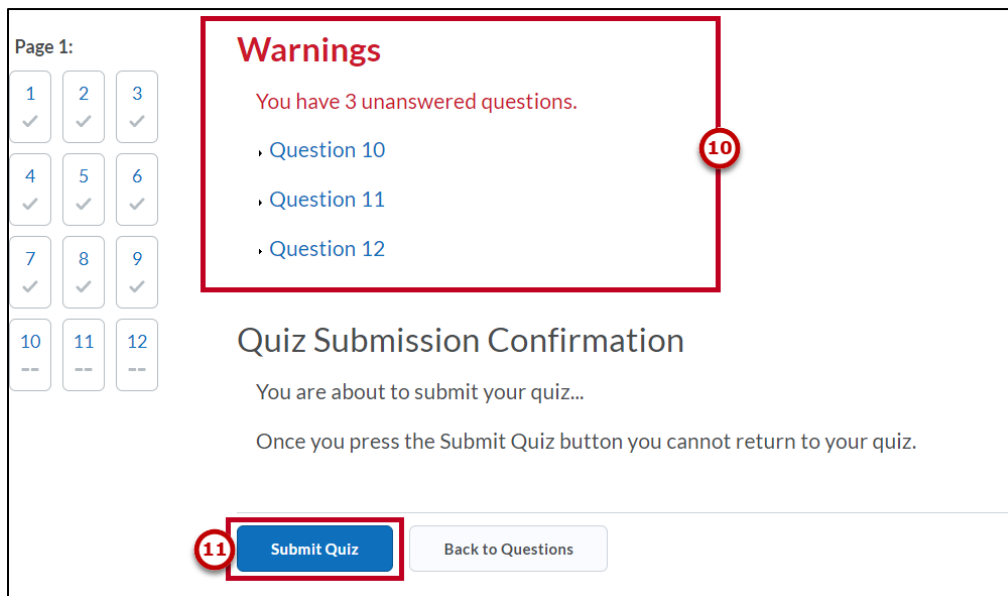 Page 1:
1 2 3
4 5 6
7 8 9
10 11 12
-- -- --
Warnings
You have 3 unanswered questions.
Question 10
Question 11
Question 12
10
Quiz Submission Confirmation
You are about to submit your quiz...
Once you press the Submit Quiz button you cannot return to your quiz.
11
Submit Quiz
Back to Questions